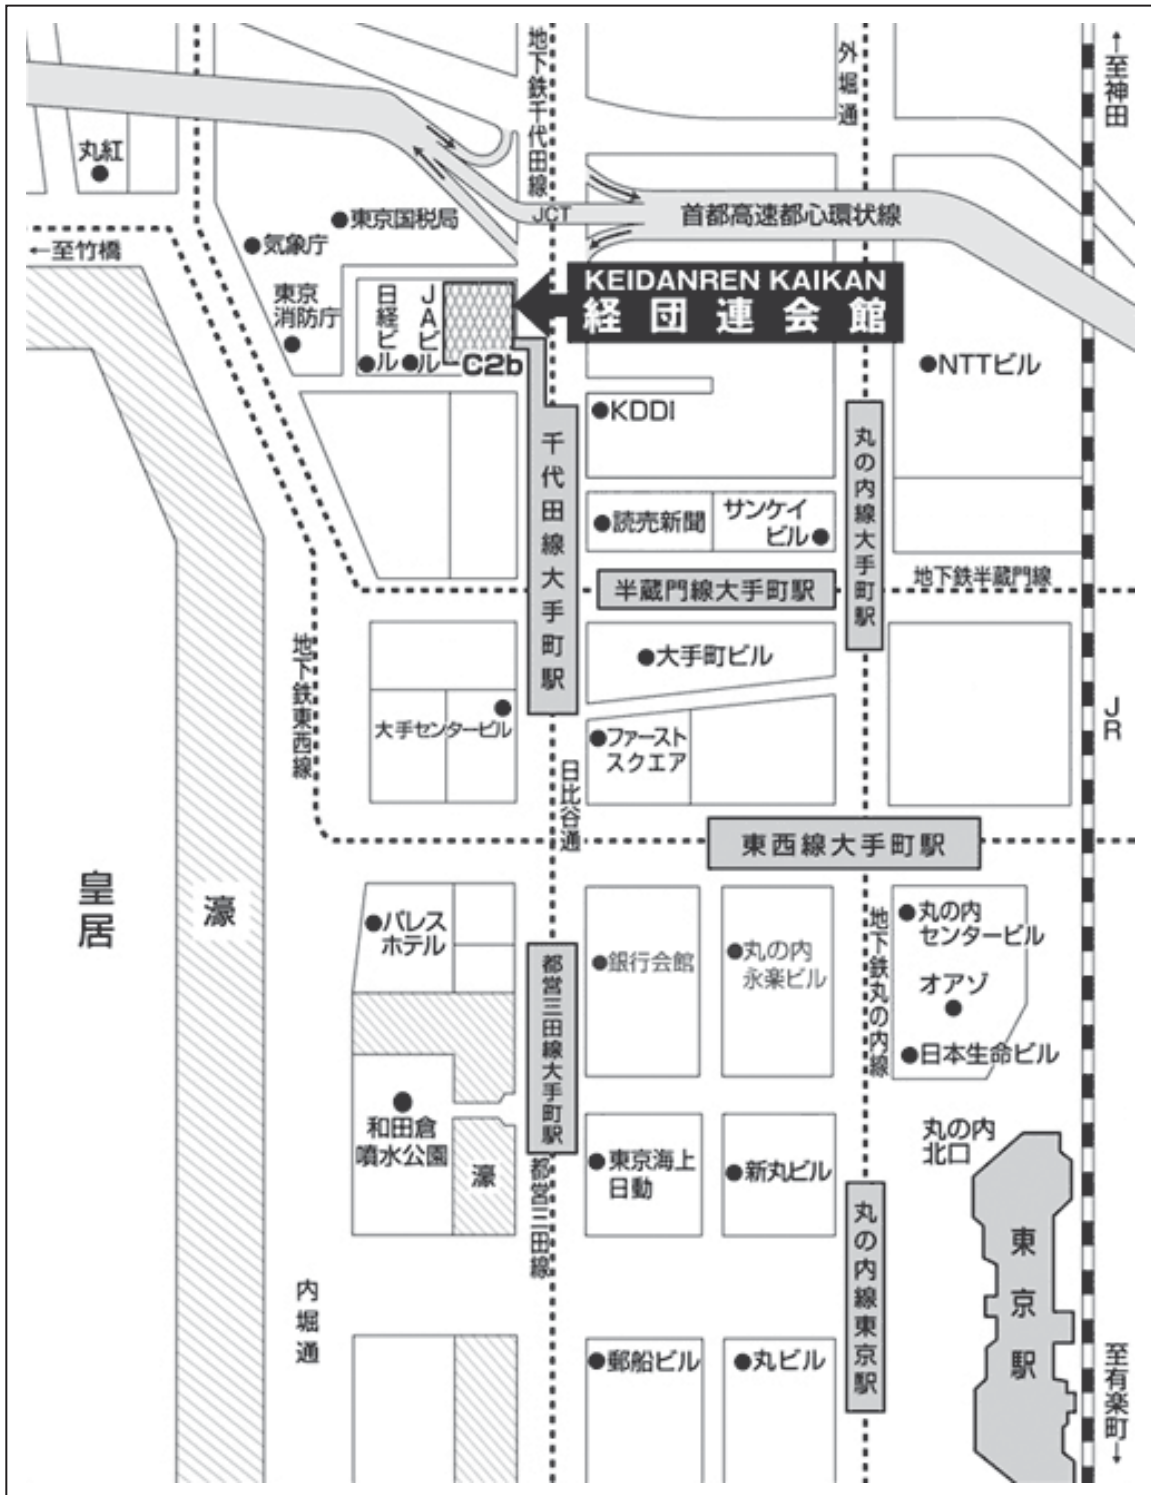 地下鉄千代田線
外堀通
↑至神田
丸紅
東京国税局
JCT
首都高速都心環状線
←至竹橋
気象庁
KEIDANREN KAIKAN
経団連会館
東京
消防庁
日経ビル
JAビル
C2b
NTTビル
KDDI
千代田線大手町駅
丸の内線大手町駅
読売新聞
サンケイ
ビル
半蔵門線大手町駅
地下鉄半蔵門線
地下鉄東西線
大手町ビル
JR
大手センタービル
ファースト
スクエア
日比谷通
東西線大手町駅
皇居
濠
パレス
ホテル
都営三田線大手町駅
銀行会館
丸の内
永楽ビル
地下鉄丸の内線
丸の内
センタービル
オアゾ
日本生命ビル
和田倉
噴水公園
濠
都営三田線
東京海上
日動
新丸ビル
丸の内
北口
丸の内線東京駅
東京駅
内堀通
郵船ビル
丸ビル
至有楽町↓